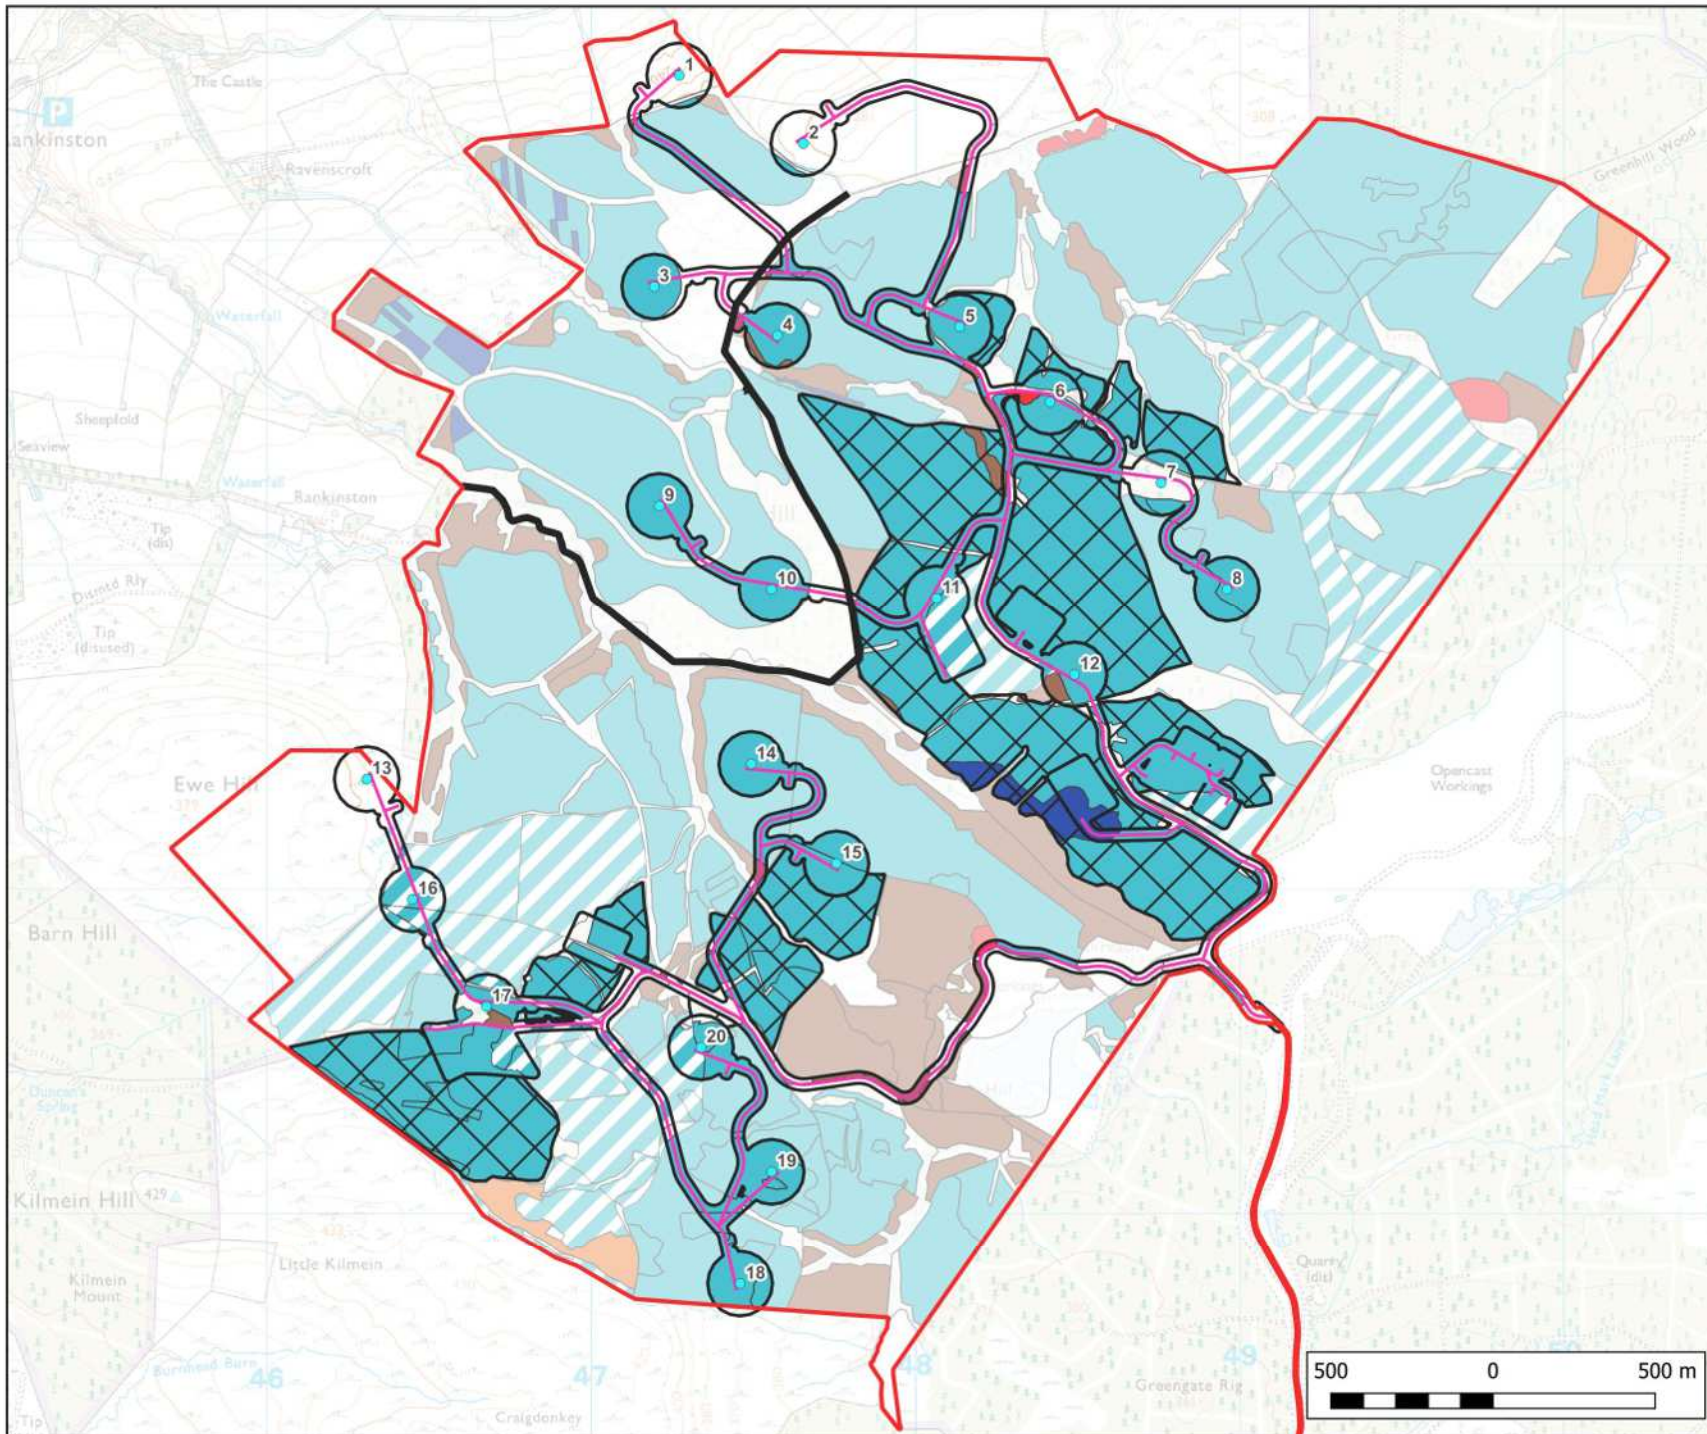 The Castle
P
ankinston
Ravenscroft
308
Greenhill Wood
Waterfall
Sheepfold
Seaview
Waterfall
Rankinston
Tip
(dis)
Dismtd Rly
Tip
(disused)
Ewe Hill
Opencast
Workings
Barn Hill
Duncan's
Spring
Kilmein Hill
429
Little Kilmein
Kilmein
Mount
Quarry
(dis)
Burnhead Burn
46
47
48
49
50
Greengate Rig
Craigdonkey
Tip
1
2
3
4
5
6
7
8
9
10
11
12
13
14
15
16
17
18
19
20
500 0 500 m